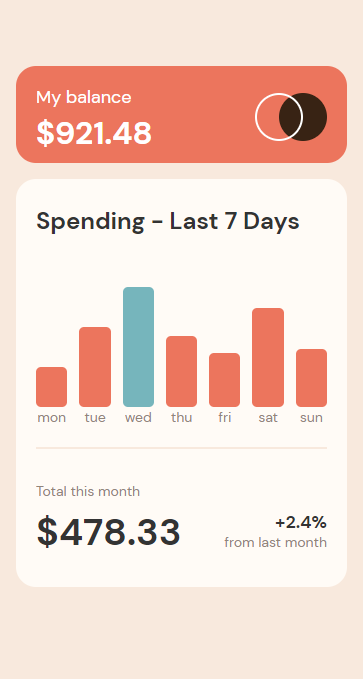 My balance
$921.48
Spending - Last 7 Days
mon tue wed thu fri sat sun
Total this month
$478.33
+2.4%
from last month